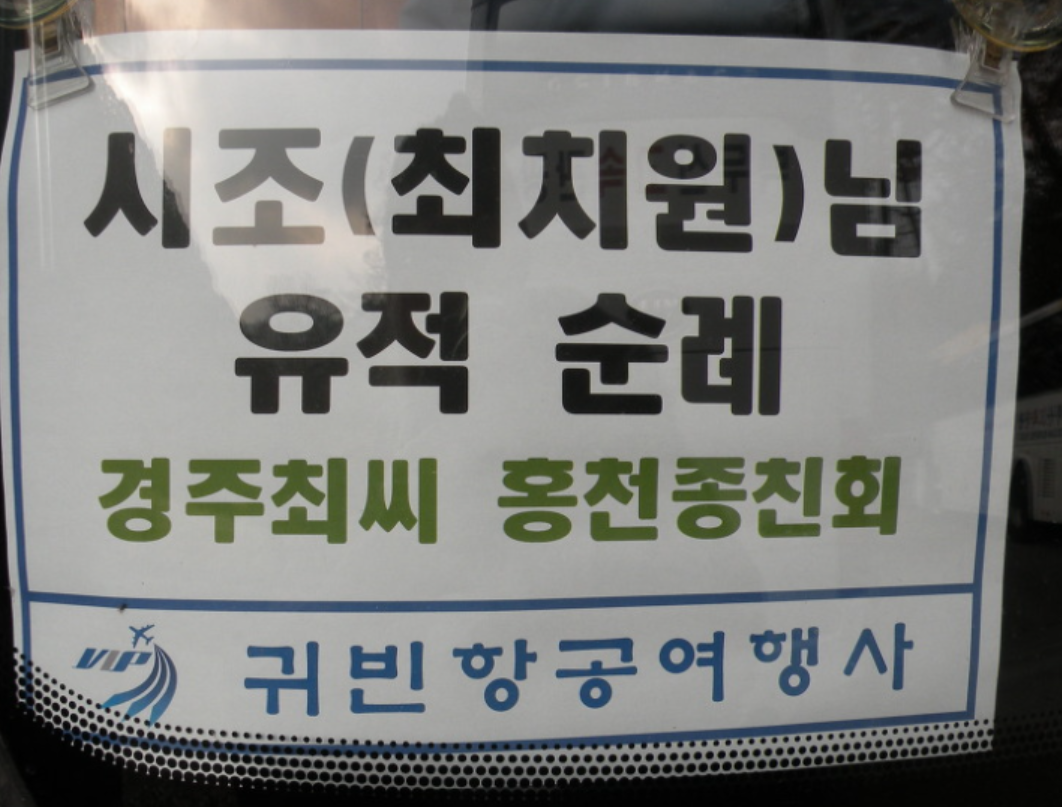 시조(최치원)님
유적 순례
경주최씨 홍천종친회
VIP 귀빈항공여행사